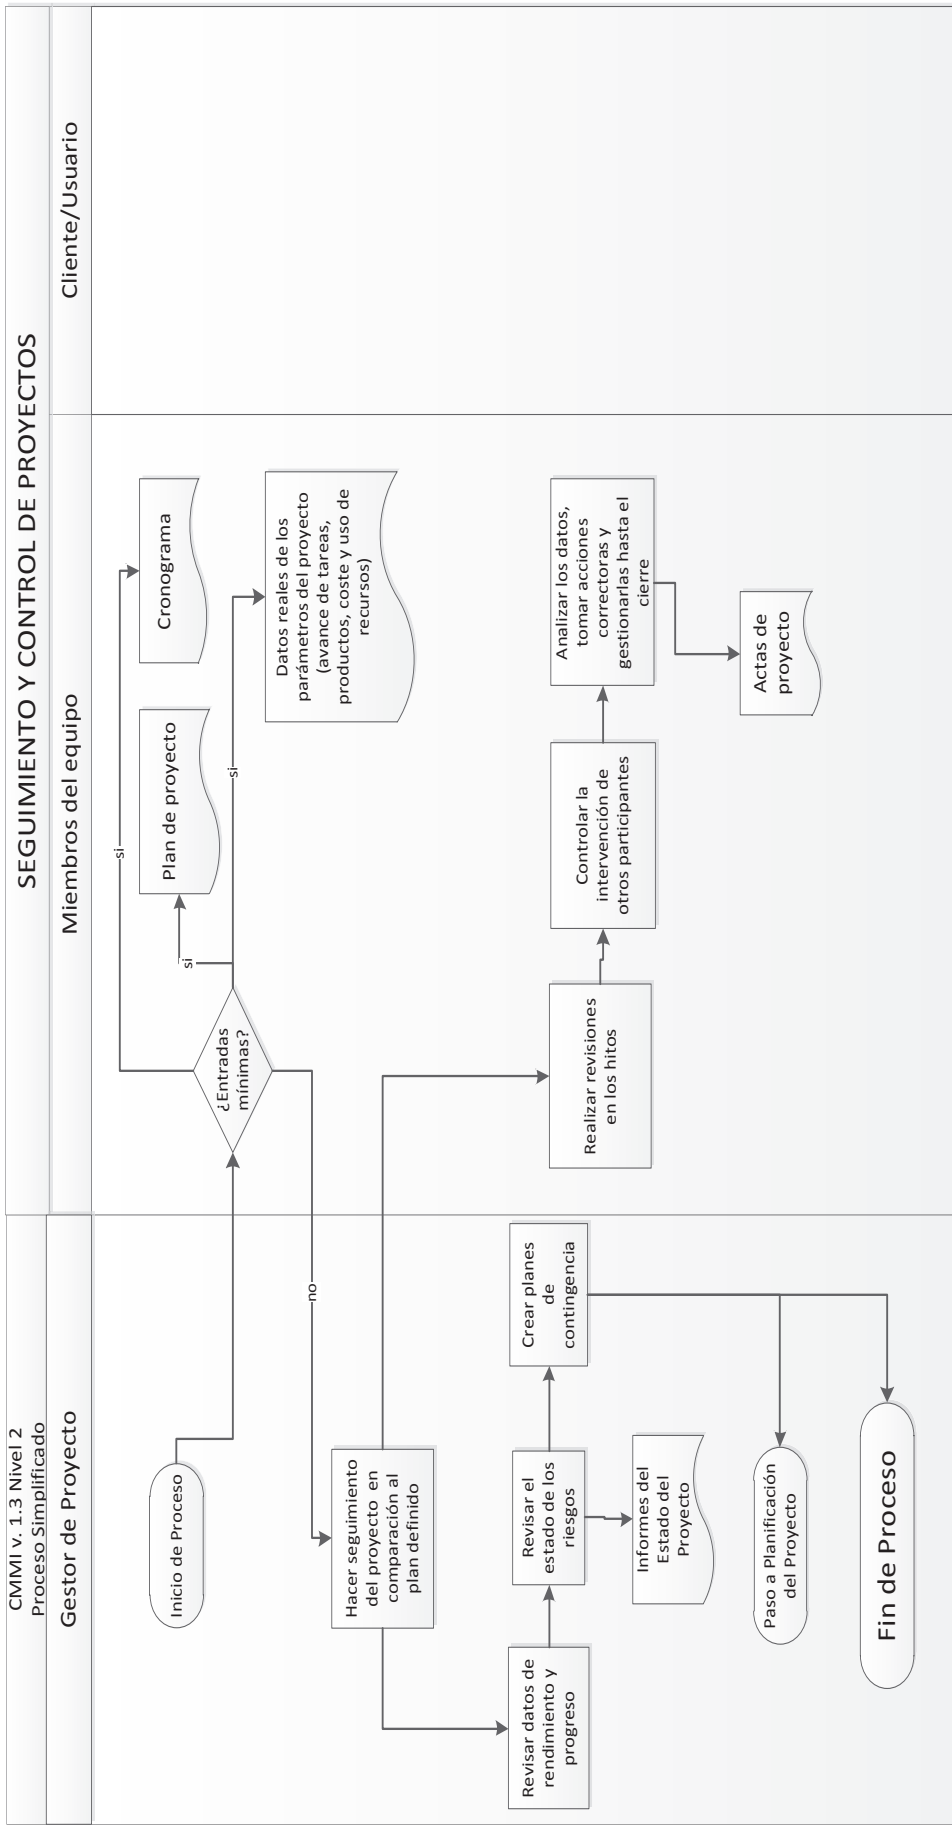 CMMI v. 1.3 Nivel 2
Proceso Simplificado
SEGUIMIENTO Y CONTROL DE PROYECTOS
Gestor de Proyecto
Miembros del equipo
Cliente/Usuario
Inicio de Proceso
¿Entradas
mínimas?
si
si
si
no
Plan de proyecto
Cronograma
Datos reales de los
parámetros del proyecto
(avance de tareas,
productos, coste y uso de
recursos)
Hacer seguimiento
del proyecto en
comparación al
plan definido
Revisar datos de
rendimiento y
progreso
Revisar el
estado de los
riesgos
Crear planes
de
contingencia
Realizar revisiones
en los hitos
Controlar la
intervención de
otros participantes
Analizar los datos,
tomar acciones
correctoras y
gestionarlas hasta el
cierre
Informes del
Estado del
Proyecto
Actas de
proyecto
Paso a Planificación
del Proyecto
Fin de Proceso